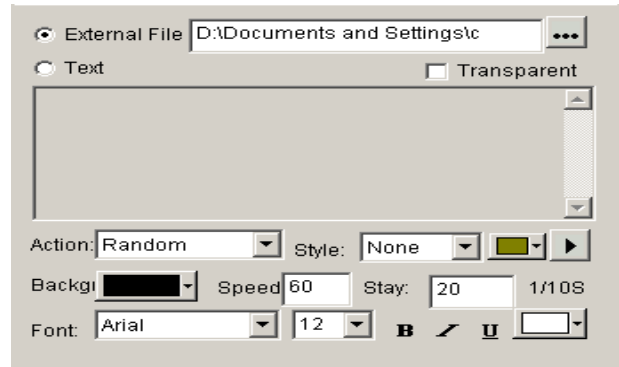 External File D:\Documents and Settings\c ...
Text Transparent
Action: Random Style: None
Backgı Speed 60 Stay: 20 1/10S
Font: Arial 12 B I U